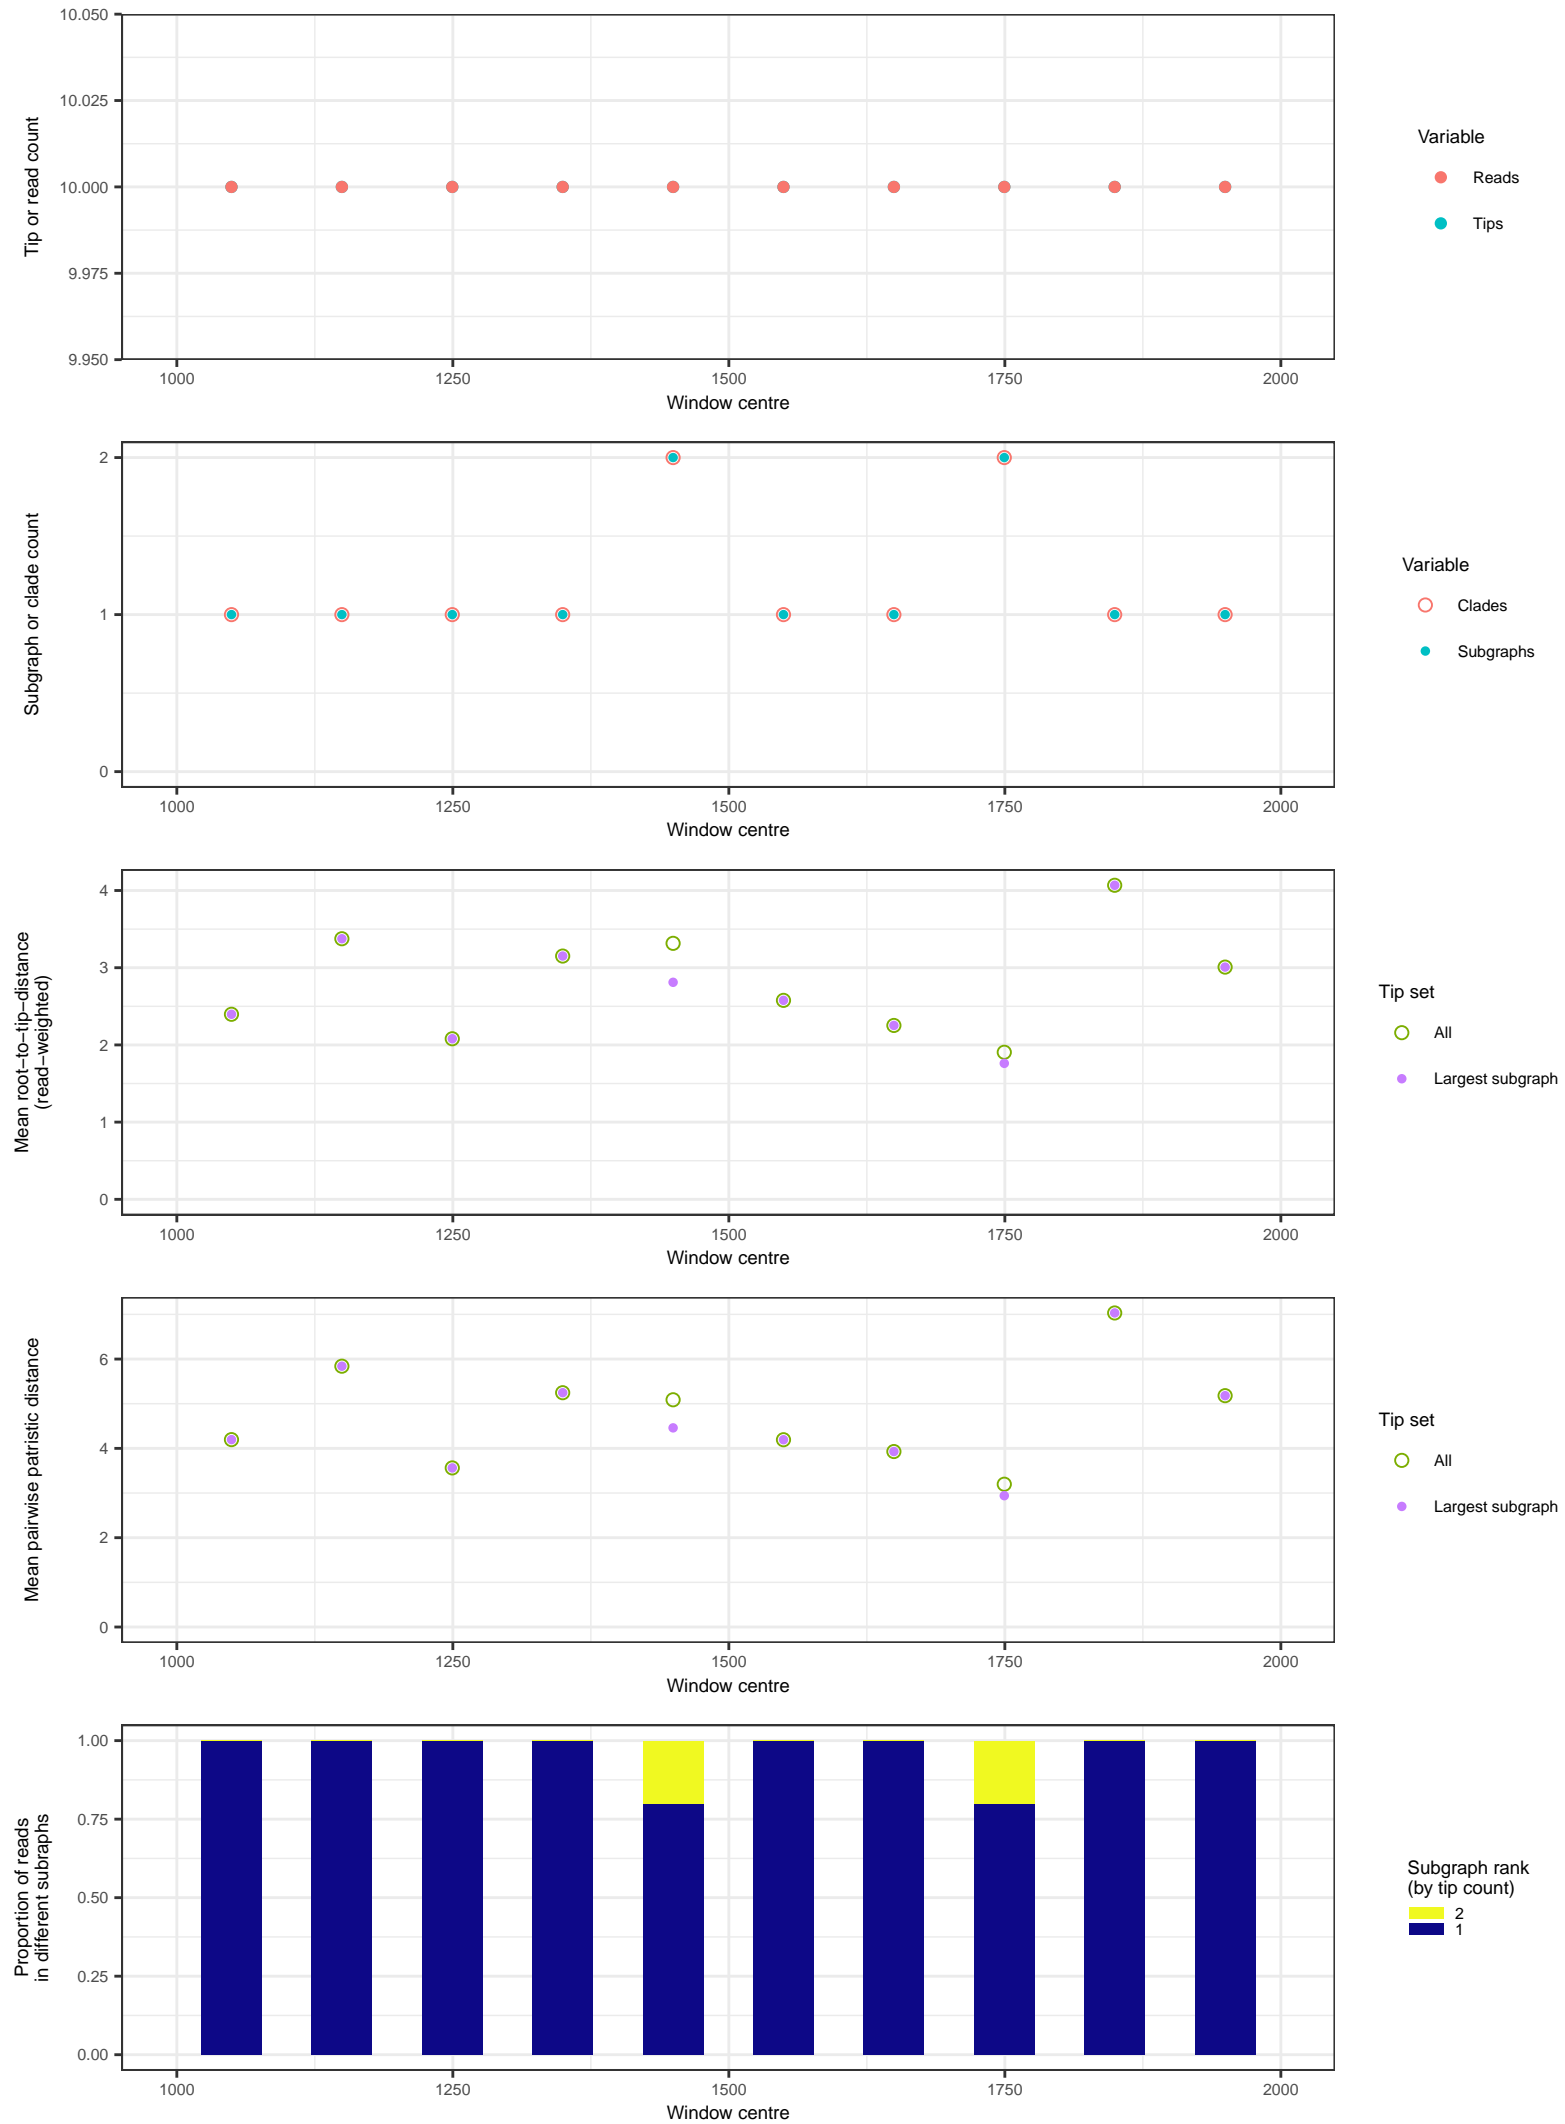 10.050
10.025
10.000
9.975
9.950
Tip or read count
1000 1250 1500 1750 2000
Window centre
Variable
Reads
Tips
2
1
0
Subgraph or clade count
1000 1250 1500 1750 2000
Window centre
Variable
Clades
Subgraphs
4
3
2
1
0
Mean root−to−tip−distance
(read−weighted)
1000 1250 1500 1750 2000
Window centre
Tip set
All
Largest subgraph
6
4
2
0
Mean pairwise patristic distance
1000 1250 1500 1750 2000
Window centre
Tip set
All
Largest subgraph
1.00
0.75
0.50
0.25
0.00
Proportion of reads
in different subraphs
1000 1250 1500 1750 2000
Window centre
Subgraph rank
(by tip count)
2
1